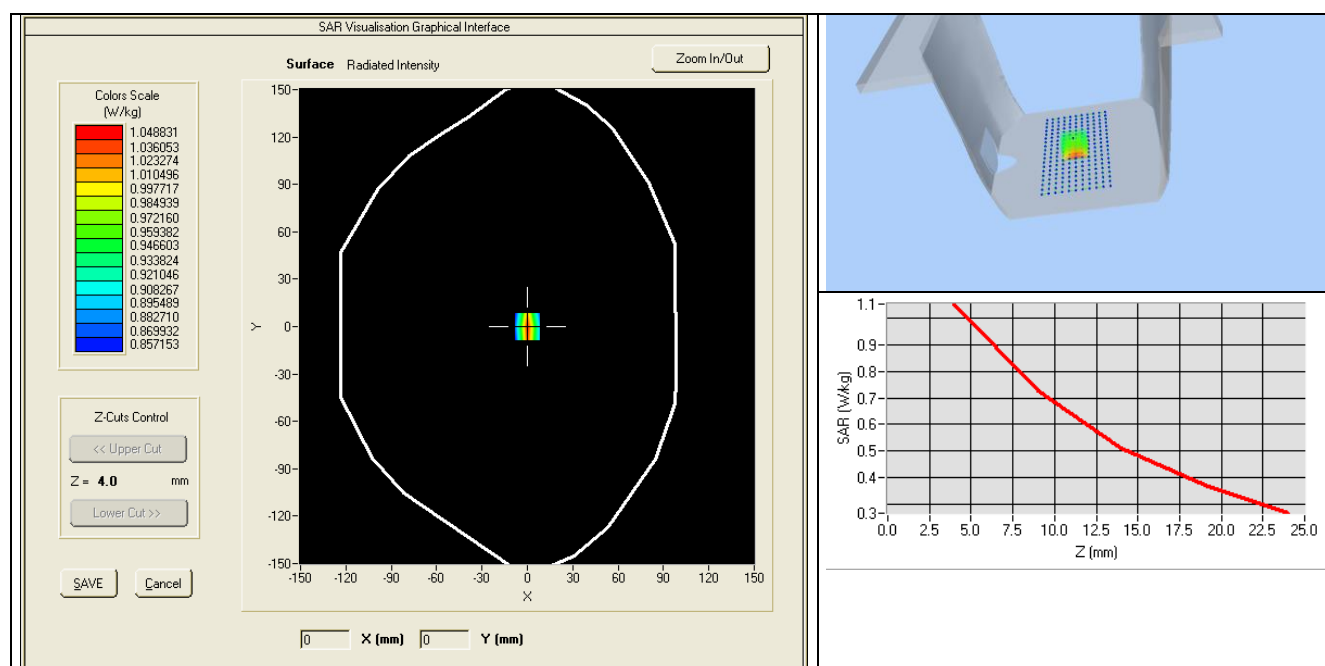 SAR Visualisation Graphical Interface
Surface Radiated Intensity
Zoom In/Out
Colors Scale
(W/kg)
1.048831
1.036053
1.023274
1.010496
0.997717
0.984939
0.972160
0.959382
0.946603
0.933824
0.921046
0.908267
0.895489
0.882710
0.869932
0.857153
Z-Cuts Control
<< Upper Cut
Z = 4.0 mm
Lower Cut >>
SAVE Cancel
150-
120-
90-
60-
30-
0-
-30-
-60-
-90-
-120-
-150-
Y
-150 -120 -90 -60 -30 0 30 60 90 120 150
X
0 X (mm) 0 Y (mm)
1.1-
0.9-
0.8-
0.7-
0.6-
0.5-
0.4-
0.3-
SAR (W/kg)
0.0 2.5 5.0 7.5 10.0 12.5 15.0 17.5 20.0 22.5 25.0
Z (mm)